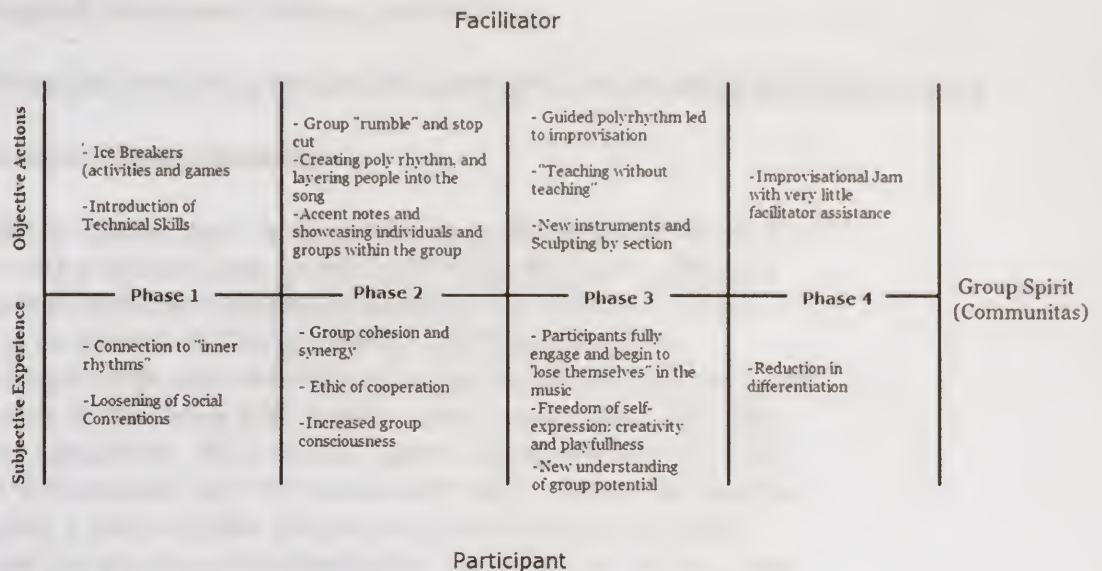 Facilitator
Objective Actions
- Ice Breakers
(activities and games
-Introduction of
Technical Skills
- Group "rumble" and stop
cut
-Creating poly rhythm, and
layering people into the
song
-Accent notes and
showcasing individuals and
groups within the group
- Guided polyrhythm led
to improvisation
-"Teaching without
teaching"
-New instruments and
Sculpting by section
-Improvisational Jam
with very little
facilitator assistance
Phase 1
Phase 2
Phase 3
Phase 4
Group Spirit
(Communitas)
Subjective Experience
- Connection to "inner
rhythms"
-Loosening of Social
Conventions
- Group cohesion and
synergy
- Ethic of cooperation
-Increased group
consciousness
- Participants fully
engage and begin to
"lose themselves" in the
music
-Freedom of self-
expression: creativity
and playfullness
-New understanding
of group potential
-Reduction in
differentiation
Participant